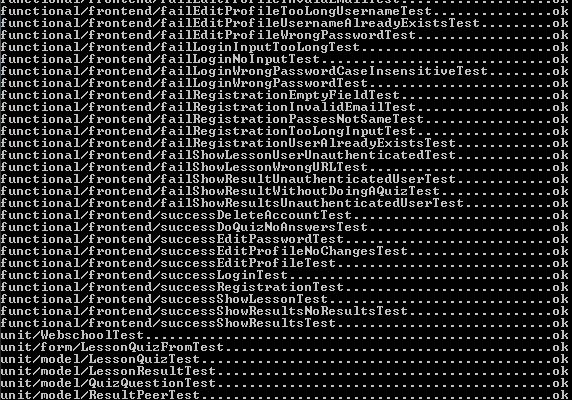 functional/frontend/failEditProfileInvalidEmailTest..................ok
functional/frontend/failEditProfileTooLongUsernameTest...............ok
functional/frontend/failEditProfileUsernameAlreadyExistsTest.........ok
functional/frontend/failEditProfileWrongPasswordTest.................ok
functional/frontend/failLoginInputTooLongTest........................ok
functional/frontend/failLoginNoInputTest.............................ok
functional/frontend/failLoginWrongPasswordCaseInsensitiveTest........ok
functional/frontend/failLoginWrongPasswordTest.......................ok
functional/frontend/failRegistrationEmptyFieldTest...................ok
functional/frontend/failRegistrationInvalidEmailTest.................ok
functional/frontend/failRegistrationPassesNotSameTest................ok
functional/frontend/failRegistrationTooLongInputTest.................ok
functional/frontend/failRegistrationUserAlreadyExistsTest............ok
functional/frontend/failShowLessonUserUnauthenticatedTest............ok
functional/frontend/failShowLessonWrongURLTest.......................ok
functional/frontend/failShowResultUnauthenticatedUserTest............ok
functional/frontend/failShowResultWithoutDoingAQuizTest..............ok
functional/frontend/failShowResultsUnauthenticatedUserTest...........ok
functional/frontend/successDeleteAccountTest.........................ok
functional/frontend/successDoQuizNoAnswersTest.......................ok
functional/frontend/successEditPasswordTest..........................ok
functional/frontend/successEditProfileNoChangesTest..................ok
functional/frontend/successEditProfileTest...........................ok
functional/frontend/successLoginTest.................................ok
functional/frontend/successRegistrationTest..........................ok
functional/frontend/successShowLessonTest............................ok
functional/frontend/successShowResultsNoResultsTest..................ok
functional/frontend/successShowResultsTest...........................ok
unit/WebschoolTest...................................................ok
unit/form/LessonQuizFromTest.........................................ok
unit/model/LessonQuizTest............................................ok
unit/model/LessonResultTest..........................................ok
unit/model/QuizQuestionTest..........................................ok
unit/model/ResultPeerTest............................................ok